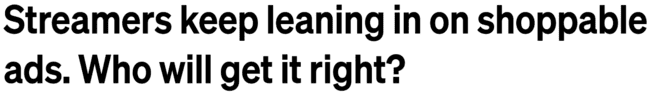 Streamers keep leaning in on shoppable
ads. Who will get it right?